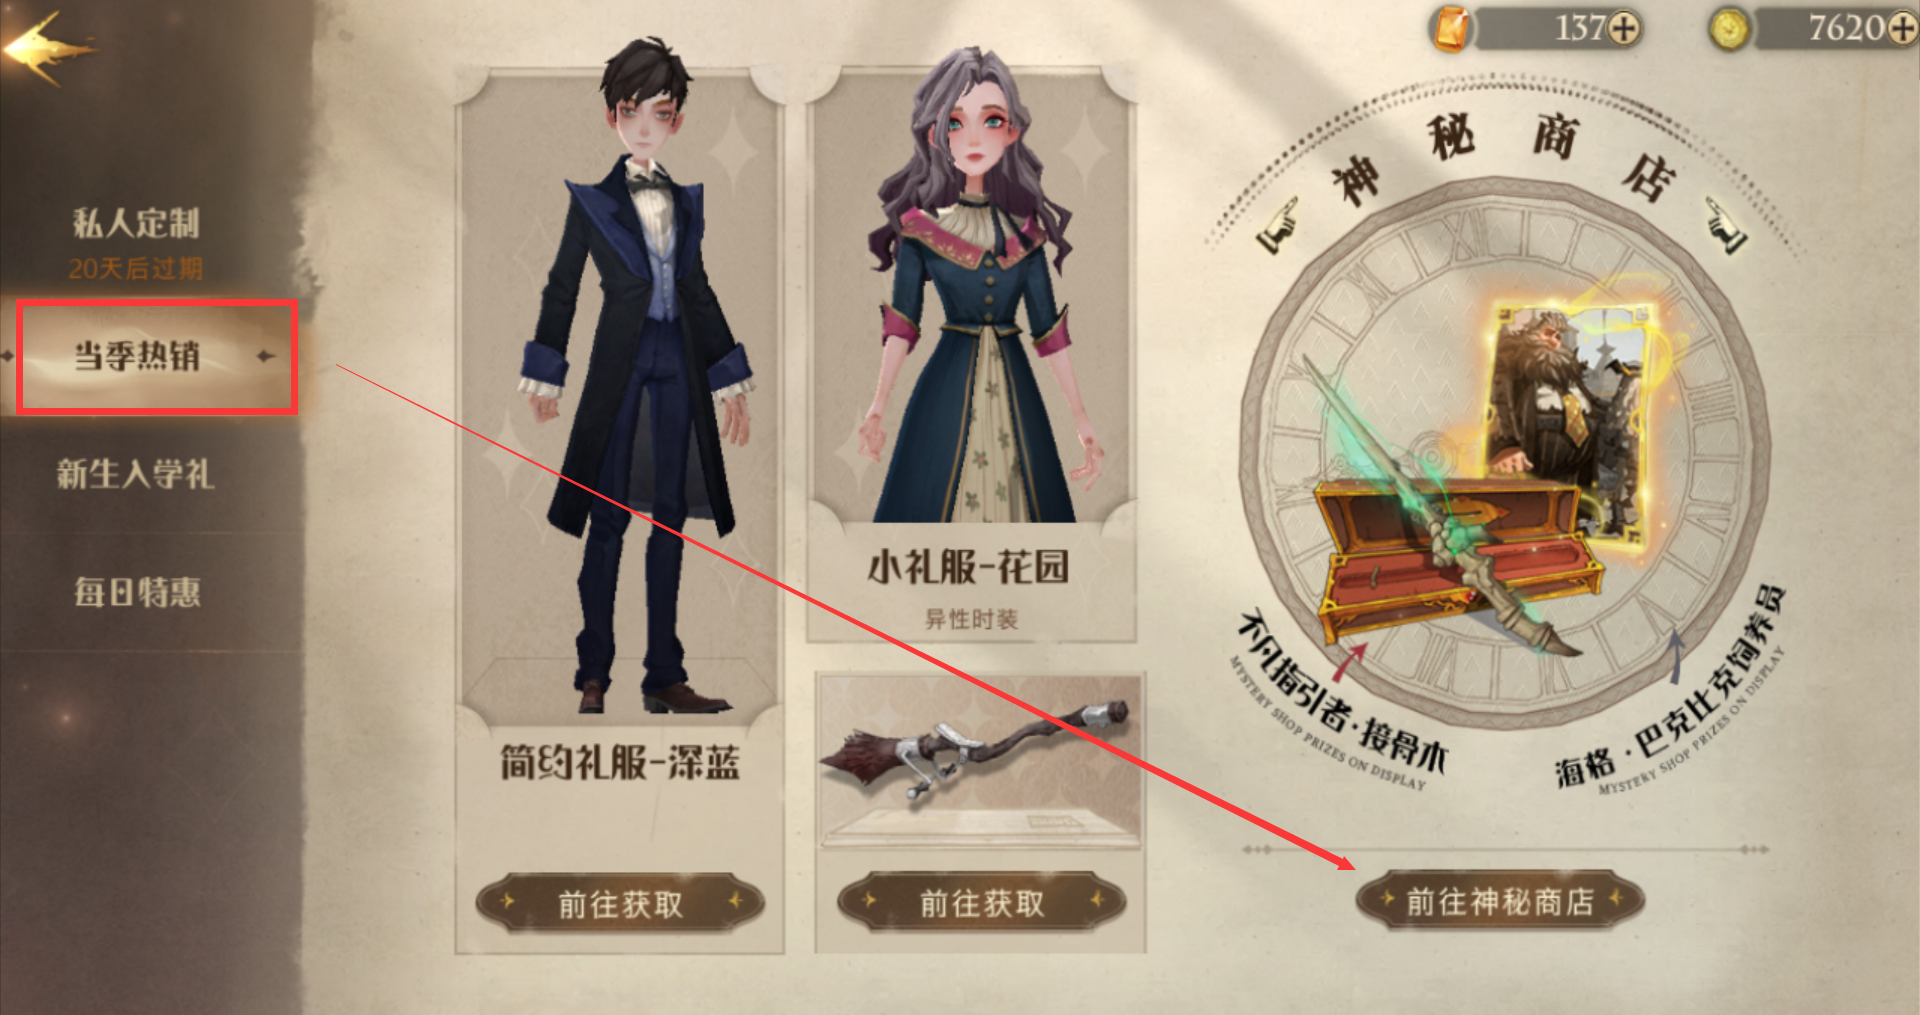 137
7620
私人定制
20天后过期
当季热销
新生入学礼
每日特惠
简约礼服-深蓝
前往获取
小礼服-花园
异性时装
前往获取
神秘商店
不凡指引者·接骨木
MYSTERY SHOP PRIZES ON DISPLAY
海格·巴克比克饲养员
MYSTERY SHOP PRIZES ON DISPLAY
前往神秘商店